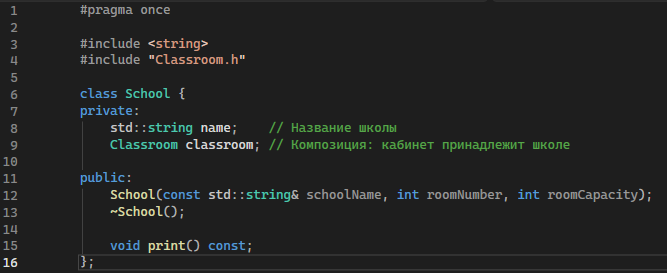 1 #pragma once
2
3 #include <string>
4 #include "Classroom.h"
5
6 class School {
7 private:
8 std::string name; // Название школы
9 Classroom classroom; // Композиция: кабинет принадлежит школе
10
11 public:
12 School(const std::string& schoolName, int roomNumber, int roomCapacity);
13 ~School();
14
15 void print() const;
16 };